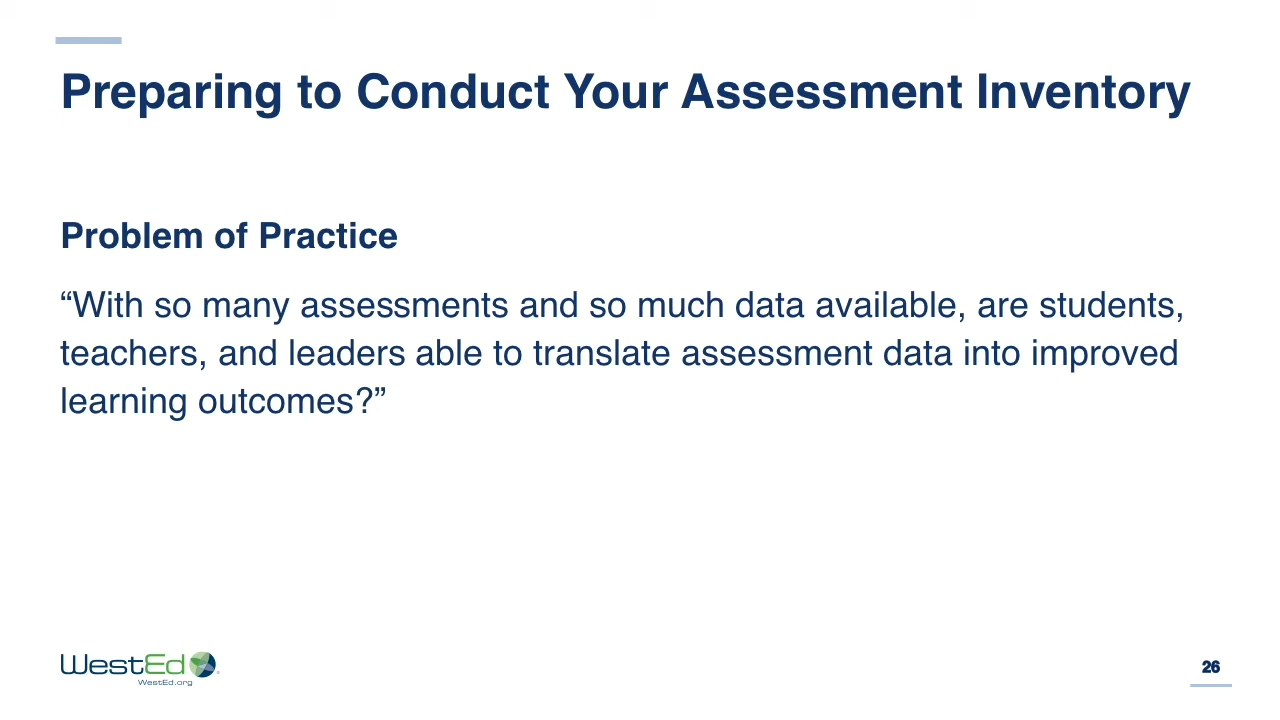 Preparing to Conduct Your Assessment Inventory
Problem of Practice
“With so many assessments and so much data available, are students,
teachers, and leaders able to translate assessment data into improved
learning outcomes?”
WestEd
WestEd.org
26